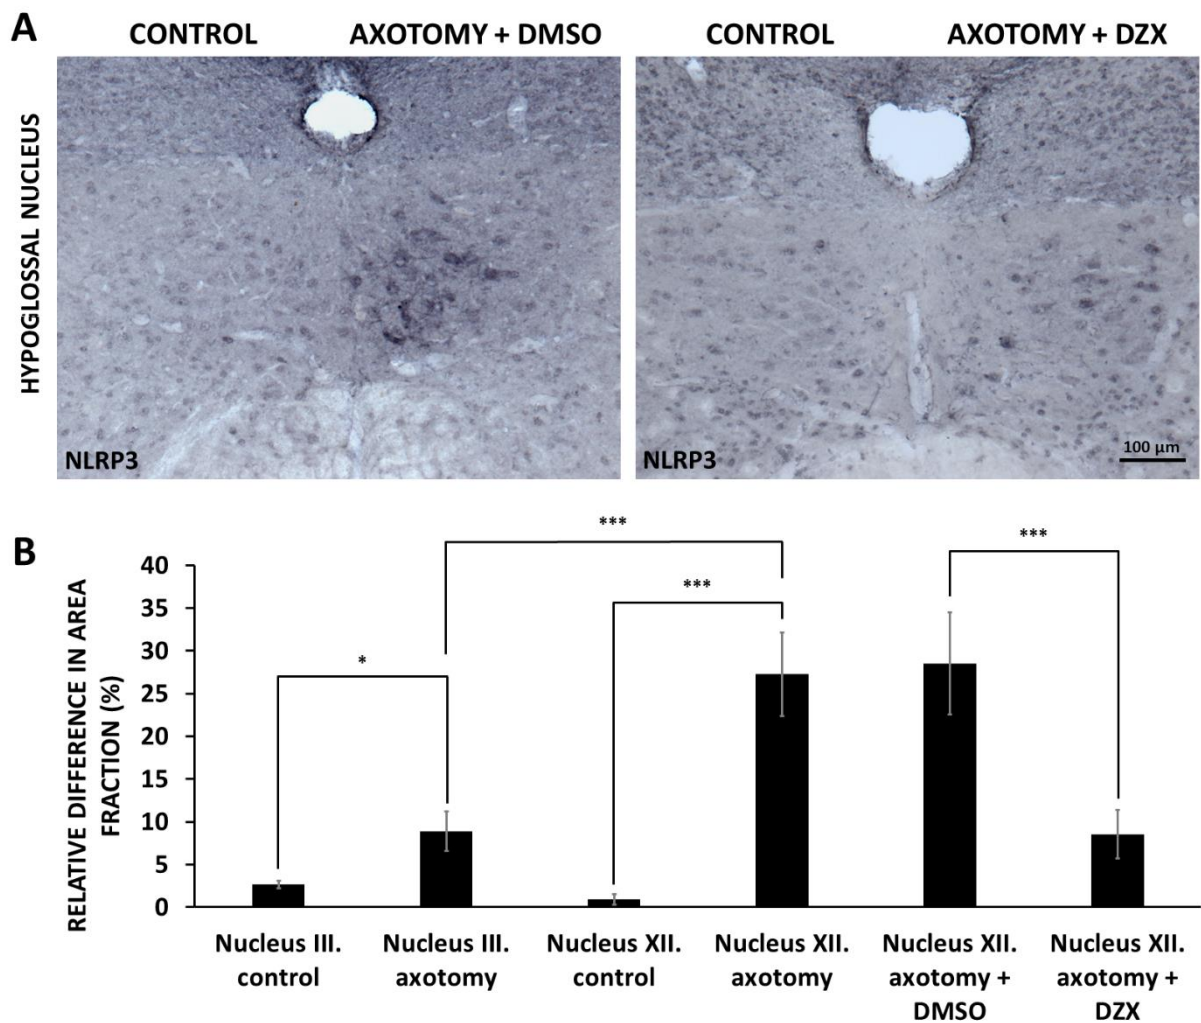 A
CONTROL AXOTOMY + DMSO CONTROL AXOTOMY + DZX
HYPOGLOSSAL NUCLEUS
NLRP3
NLRP3
100 µm
B
RELATIVE DIFFERENCE IN AREA
FRACTION (%)
40
35
30
25
20
15
10
5
0
*
***
***
***
Nucleus III.
control
Nucleus III.
axotomy
Nucleus XII.
control
Nucleus XII.
axotomy
Nucleus XII.
axotomy +
DMSO
Nucleus XII.
axotomy +
DZX